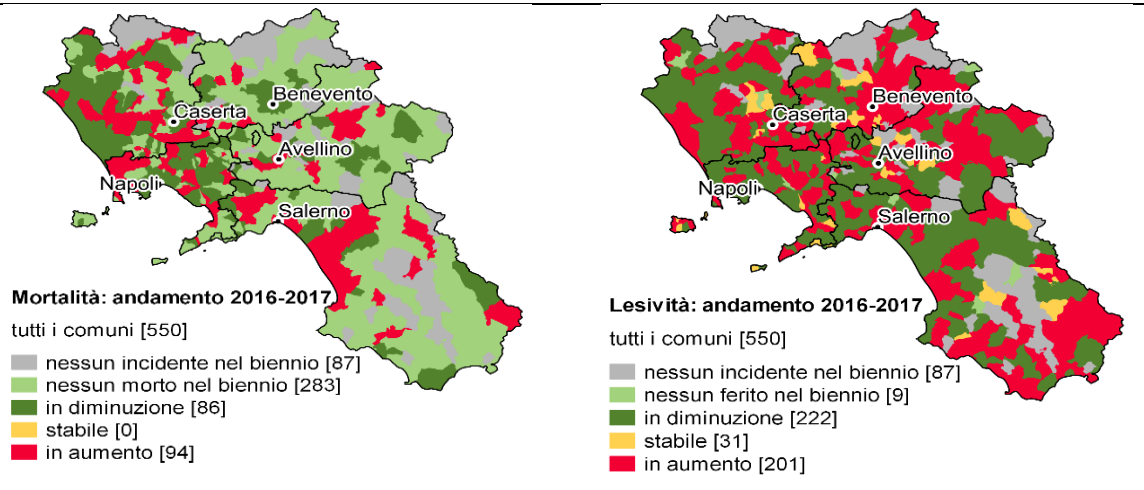 Benevento
Caserta
Avellino
Napoli
Salerno
Mortalità: andamento 2016-2017
tutti i comuni [550]
nessun incidente nel biennio [87]
nessun morto nel biennio [283]
in diminuzione [86]
stabile [0]
in aumento [94]
Benevento
Caserta
Avellino
Napoli
Salerno
Lesività: andamento 2016-2017
tutti i comuni [550]
nessun incidente nel biennio [87]
nessun ferito nel biennio [9]
in diminuzione [222]
stabile [31]
in aumento [201]